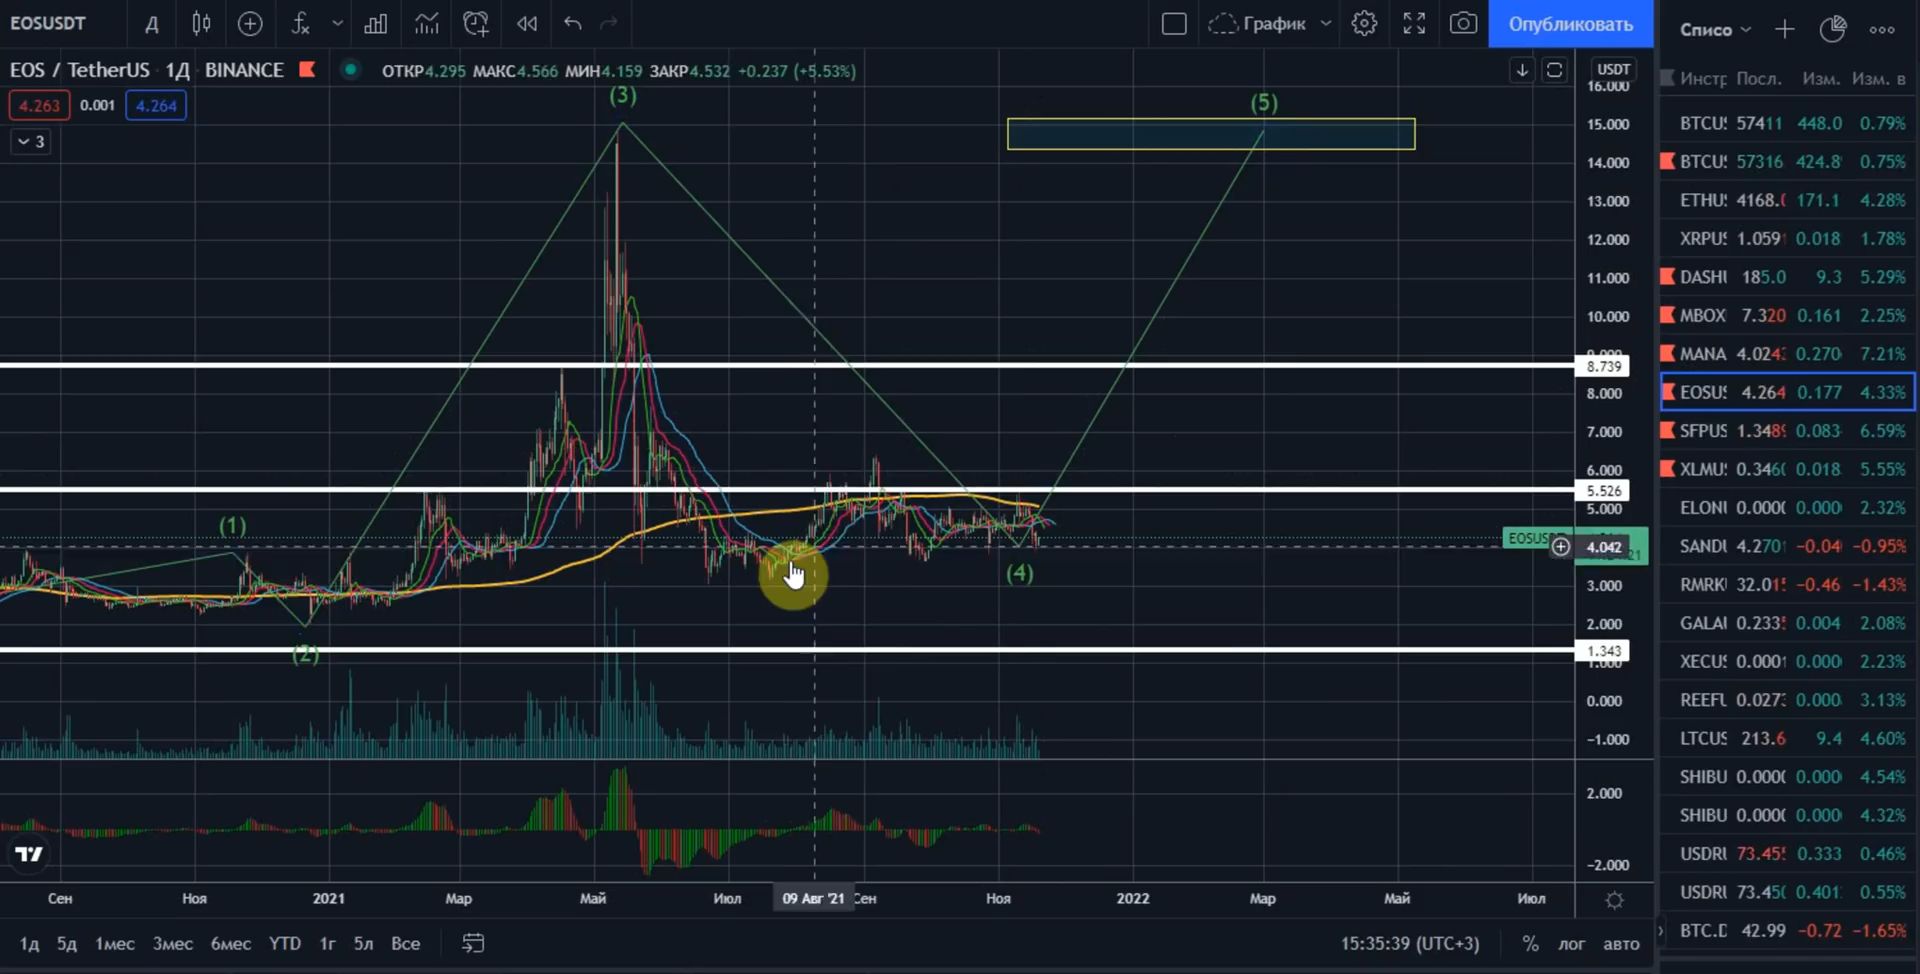 EOSUSDT Д График Опубликовать
EOS / TetherUS 1Д BINANCE ОТКР4.295 МАКС4.566 МИН4.159 ЗАКР4.532 +0.237 (+5.53%)
4.263 0.001 4.264
3
(1)
(2)
(3)
(4)
(5)
USDT
16.000
15.000
14.000
13.000
12.000
11.000
10.000
8.739
8.000
7.000
6.000
5.526
5.000
4.042
3.000
2.000
1.343
1.000
0.000
−1.000
2.000
−2.000
Сен Ноя 2021 Мар Май Июл 09 Авг '21 Сен Ноя 2022 Мар Май Июл
1д 5д 1мес 3мес 6мес YTD 1г 5л Все 15:35:39 (UTC+3) % лог авто
Списо
Инстр Посл. Изм. Изм. в
BTCU 57411 448.0 0.79%
BTCU 57316 424.8 0.75%
ETHU 4168. 171.1 4.28%
XRPU 1.059 0.018 1.78%
DASHU 185.0 9.3 5.29%
MBOX 7.320 0.161 2.25%
MANA 4.024 0.270 7.21%
EOSU 4.264 0.177 4.33%
SFPU 1.348 0.083 6.59%
XLMU 0.346 0.018 5.55%
ELON 0.000 0.000 2.32%
SAND 4.270 −0.04 −0.95%
RMRK 32.01 −0.46 −1.43%
GALA 0.233 0.004 2.08%
XECU 0.000 0.000 2.23%
REEF 0.027 0.000 3.13%
LTCU 213.6 9.4 4.60%
SHIBU 0.000 0.000 4.54%
SHIBU 0.000 0.000 4.32%
USDR 73.45 0.333 0.46%
USDR 73.45 0.401 0.55%
BTC.D 42.99 −0.72 −1.65%